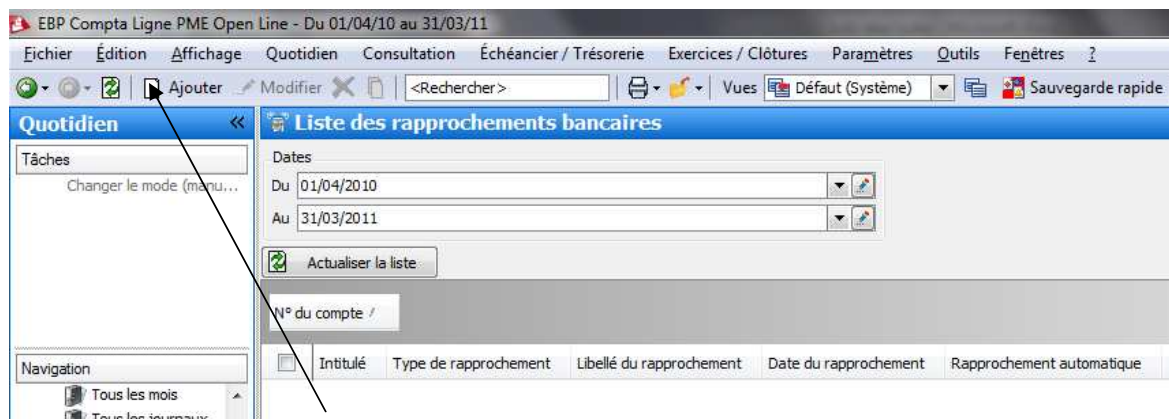 EBP Compta Ligne PME Open Line - Du 01/04/10 au 31/03/11
Fichier Édition Affichage Quotidien Consultation Échéancier / Trésorerie Exercices / Clôtures Paramètres Outils Fenêtres ?
Ajouter Modifier <Rechercher> Vues Défaut (Système) Sauvegarde rapide
Quotidien « Liste des rapprochements bancaires
Tâches
Changer le mode (manu...
Dates
Du 01/04/2010
Au 31/03/2011
Actualiser la liste
N° du compte /
Intitulé Type de rapprochement Libellé du rapprochement Date du rapprochement Rapprochement automatique
Navigation
Tous les mois
Tous les journaux